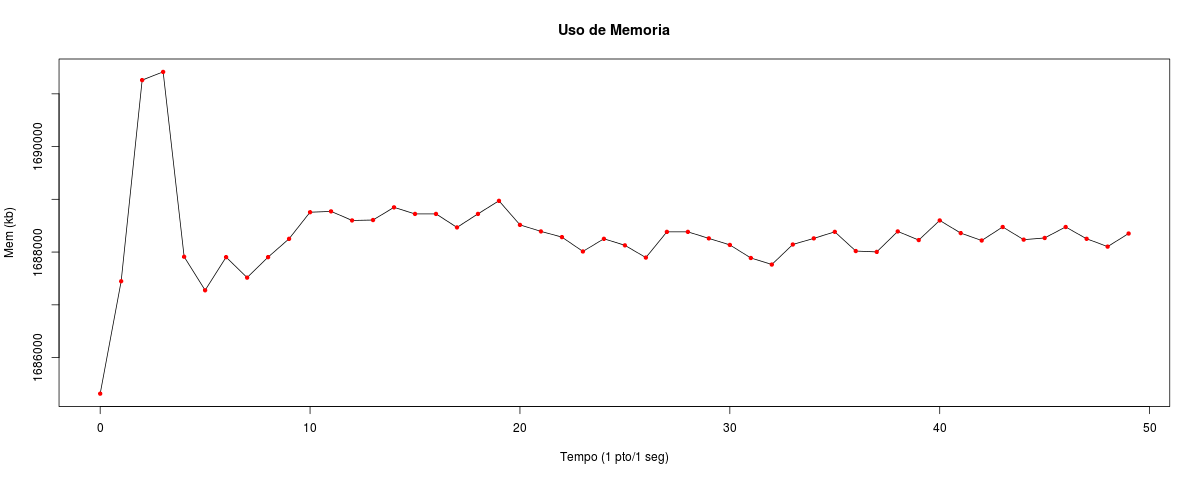 Uso de Memoria
Mem (kb)
1690000
1688000
1686000
0 10 20 30 40 50
Tempo (1 pto/1 seg)